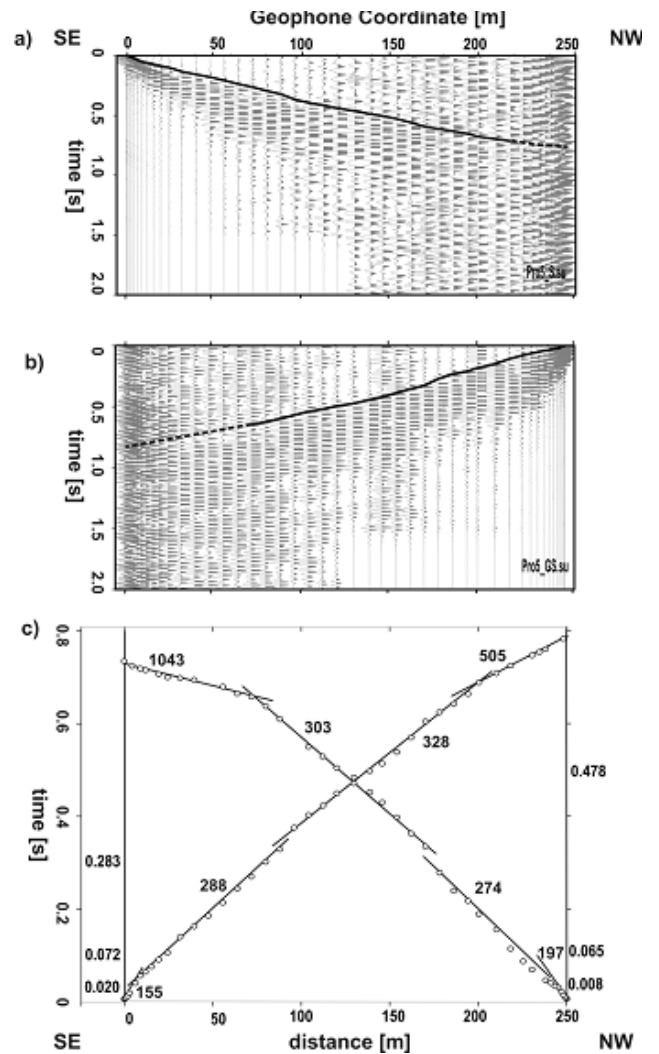 Geophone Coordinate [m]
a) SE 0 50 100 150 200 250 NW
0
0.5
1.0
1.5
2.0
time [s]
Pro5_S.su
b)
0
0.5
1.0
1.5
2.0
time [s]
Pro5_GS.su
c)
0.8
0.6
0.4
0.2
0
time [s]
1043
505
303
328
0.478
0.283
288
274
0.072
197 0.065
0.020 155 0.008
0 50 100 150 200 250
SE distance [m] NW